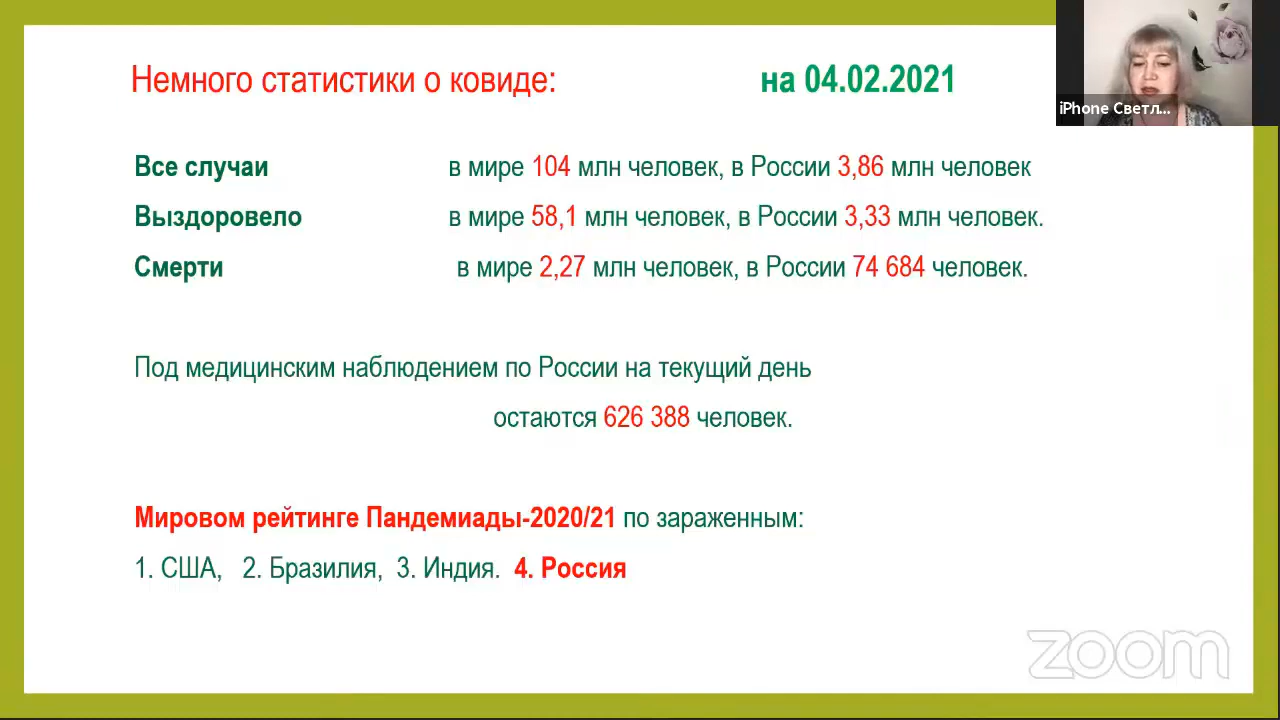 Немного статистики о ковиде: на 04.02.2021
iPhone Светл...
Все случаи в мире 104 млн человек, в России 3,86 млн человек
Выздоровело в мире 58,1 млн человек, в России 3,33 млн человек.
Смерти в мире 2,27 млн человек, в России 74 684 человек.
Под медицинским наблюдением по России на текущий день
остаются 626 388 человек.
Мировом рейтинге Пандемиады-2020/21 по зараженным:
1. США, 2. Бразилия, 3. Индия. 4. Россия
zoom